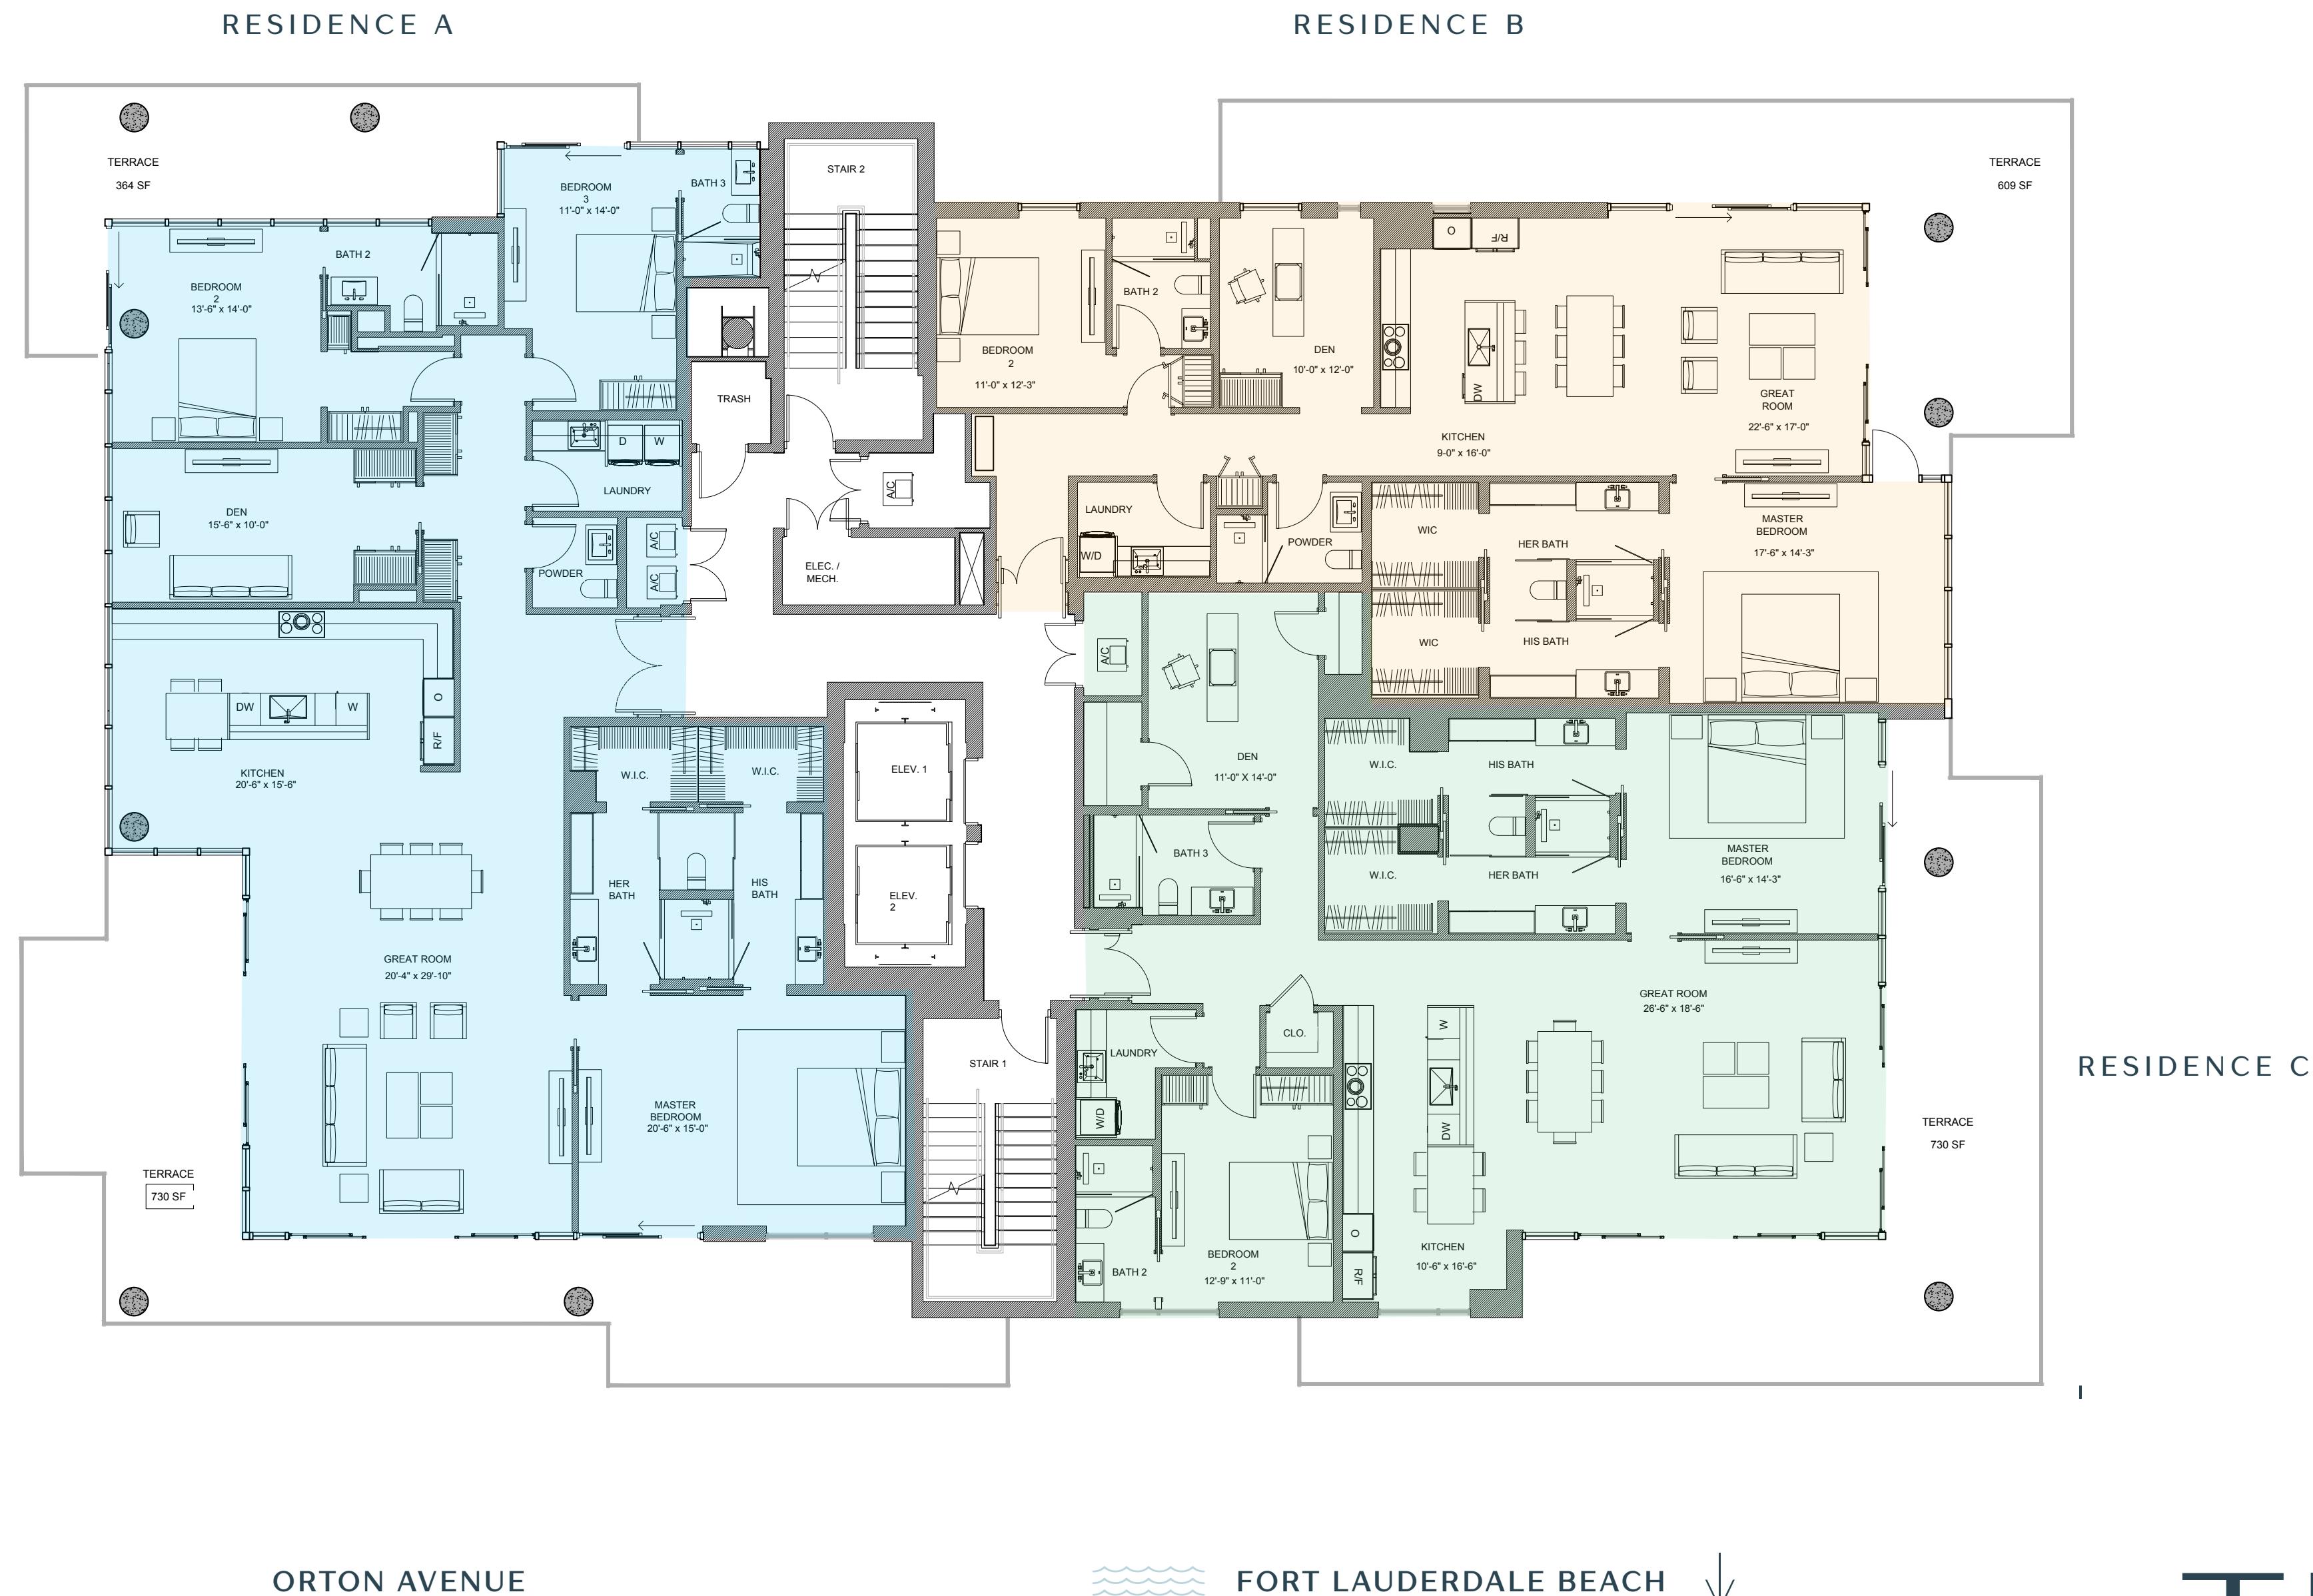 RESIDENCE A
RESIDENCE B
TERRACE
364 SF
BEDROOM
3
11'-0" x 14'-0"
BATH 3
STAIR 2
BATH 2
BEDROOM
2
13'-6" x 14'-0"
TRASH
D
W
LAUNDRY
DEN
15'-6" x 10'-0"
POWDER
A/C
A/C
A/C
ELEC. /
MECH.
KITCHEN
20'-6" x 15'-6"
DW
W
O
R/F
W.I.C.
W.I.C.
HER
BATH
HIS
BATH
ELEV. 1
ELEV.
2
GREAT ROOM
20'-4" x 29'-10"
MASTER
BEDROOM
20'-6" x 15'-0"
TERRACE
730 SF
STAIR 1
BEDROOM
2
11'-0" x 12'-3"
BATH 2
DEN
10'-0" x 12'-0"
O
R/F
DW
KITCHEN
9-0" x 16'-0"
GREAT
ROOM
22'-6" x 17'-0"
TERRACE
609 SF
LAUNDRY
W/D
POWDER
WIC
WIC
HER BATH
HIS BATH
MASTER
BEDROOM
17'-6" x 14'-3"
A/C
DEN
11'-0" X 14'-0"
BATH 3
W.I.C.
W.I.C.
HIS BATH
HER BATH
MASTER
BEDROOM
16'-6" x 14'-3"
GREAT ROOM
26'-6" x 18'-6"
CLO.
LAUNDRY
W/D
W
DW
BATH 2
BEDROOM
2
12'-9" x 11'-0"
O
R/F
KITCHEN
10'-6" x 16'-6"
TERRACE
730 SF
RESIDENCE C
ORTON AVENUE
FORT LAUDERDALE BEACH